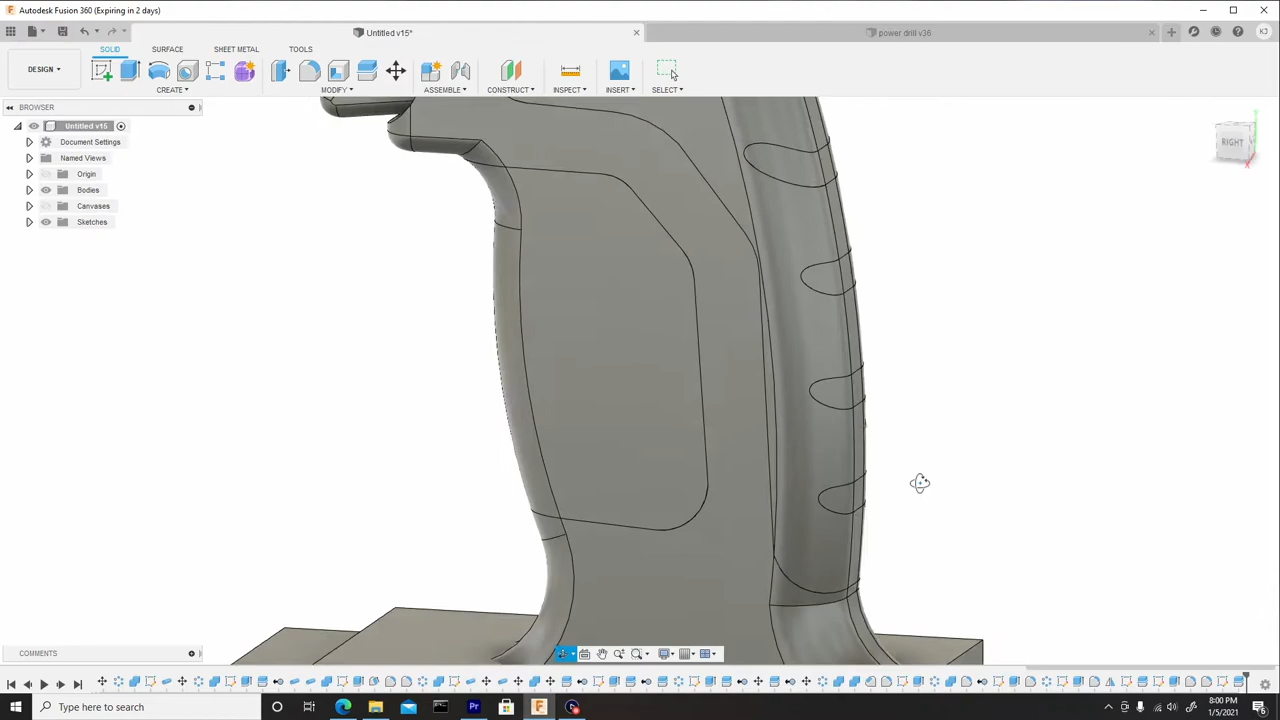 Autodesk Fusion 360 (Expiring in 2 days)
Untitled v15*
power drill v36
KJ
DESIGN
SOLID
SURFACE
SHEET METAL
TOOLS
CREATE
MODIFY
ASSEMBLE
CONSTRUCT
INSPECT
INSERT
SELECT
BROWSER
Untitled v15
Document Settings
Named Views
Origin
Bodies
Canvases
Sketches
RIGHT
COMMENTS
Type here to search
Pr
F
8:00 PM
1/5/2021